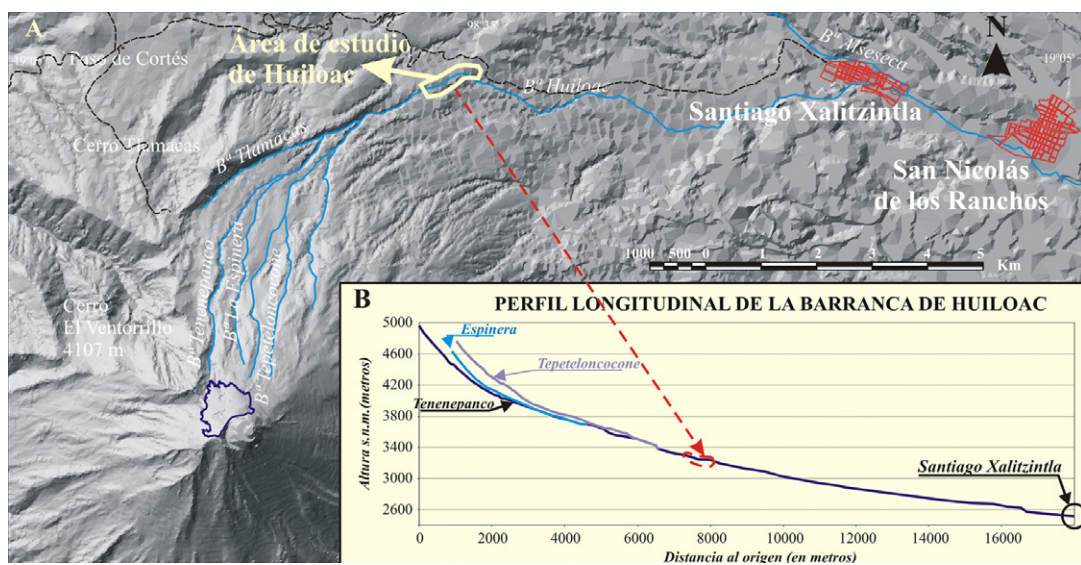 A
98°35'
Paso de Cortés
Área de estudio
de Huiloac
Bª Huiloac
Bª Alseseca
N
19°05'
Santiago Xalitzintla
San Nicolás
de los Ranchos
Cerro Tlamacas
Bª Tlamacas
Bª Tenenepanco
Bª La Espinera
Bª Tepeteloncocone
Cerro
El Ventorrillo
4107 m
1000 500 0 1 2 3 4 5
Km
B
PERFIL LONGITUDINAL DE LA BARRANCA DE HUILOAC
Altura s.n.m.(metros)
5000
4600
4200
3800
3400
3000
2600
Espinera
Tepeteloncocone
Tenenepanco
Santiago Xalitzintla
0 2000 4000 6000 8000 10000 12000 14000 16000
Distancia al origen (en metros)